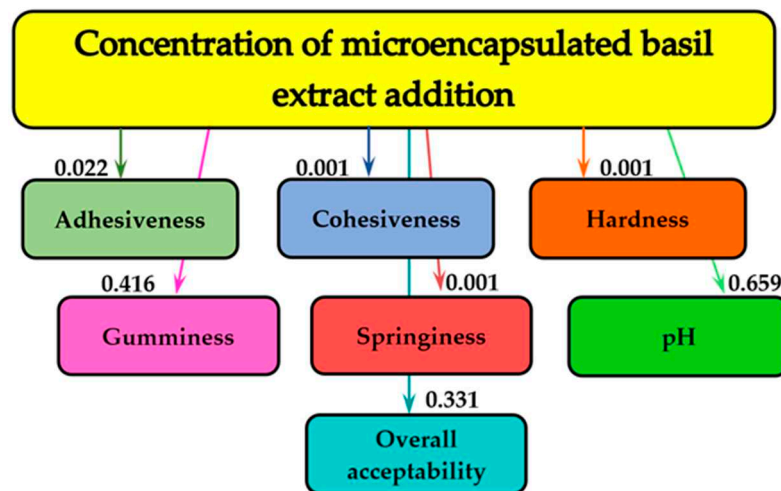 Concentration of microencapsulated basil
extract addition
0.022
0.001
0.001
Adhesiveness
Cohesiveness
Hardness
0.416
0.001
0.659
Gumminess
Springiness
pH
0.331
Overall
acceptability